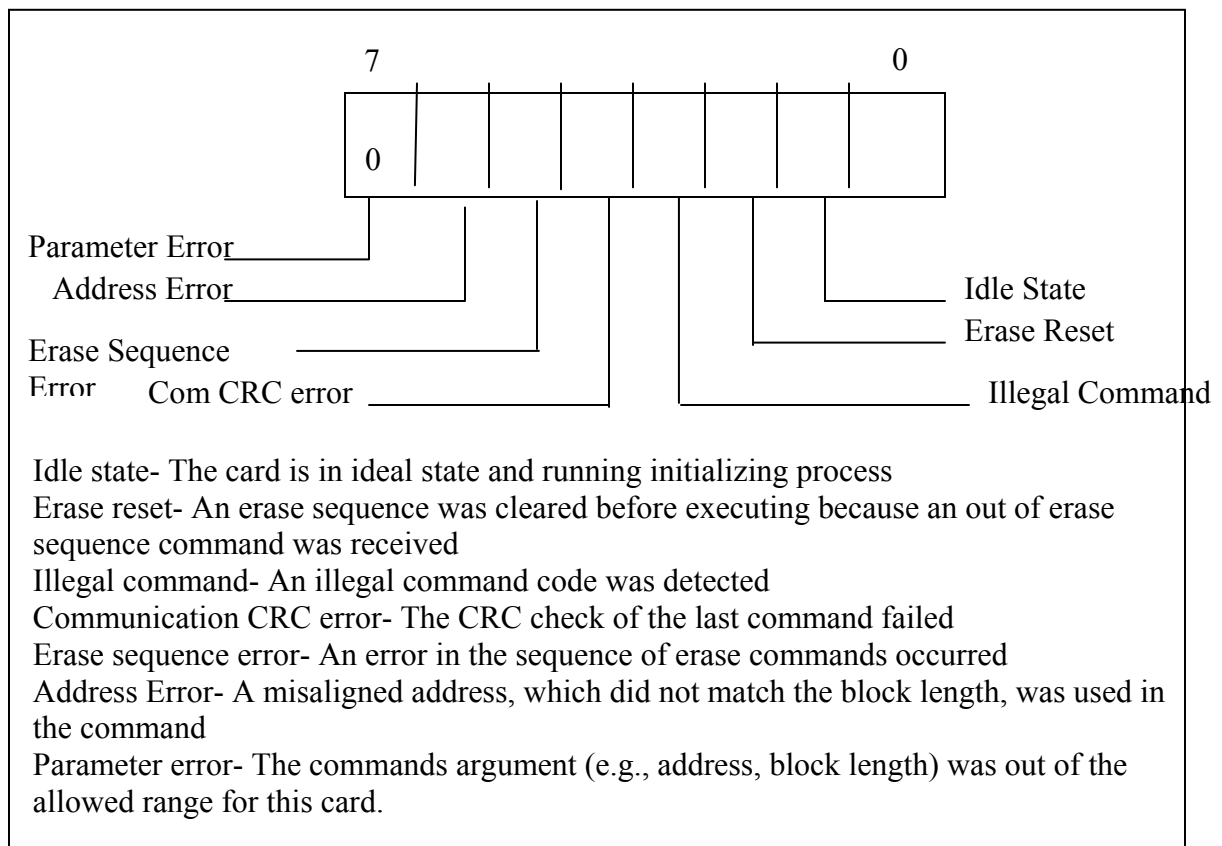 7 0
0
Parameter Error
Address Error
Idle State
Erase Reset
Erase Sequence
Error
Com CRC error
Illegal Command
Idle state- The card is in ideal state and running initializing process
Erase reset- An erase sequence was cleared before executing because an out of erase
sequence command was received
Illegal command- An illegal command code was detected
Communication CRC error- The CRC check of the last command failed
Erase sequence error- An error in the sequence of erase commands occurred
Address Error- A misaligned address, which did not match the block length, was used in
the command
Parameter error- The commands argument (e.g., address, block length) was out of the
allowed range for this card.